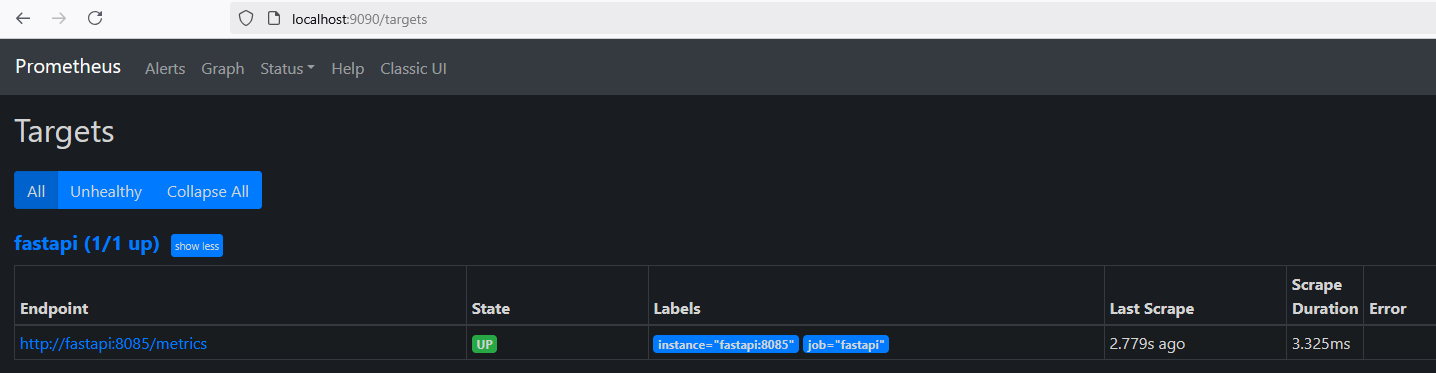 localhost:9090/targets
Prometheus Alerts Graph Status Help Classic UI
Targets
All Unhealthy Collapse All
fastapi (1/1 up) show less
Endpoint State Labels Last Scrape Scrape Duration Error
http://fastapi:8085/metrics UP instance="fastapi:8085" job="fastapi" 2.779s ago 3.325ms